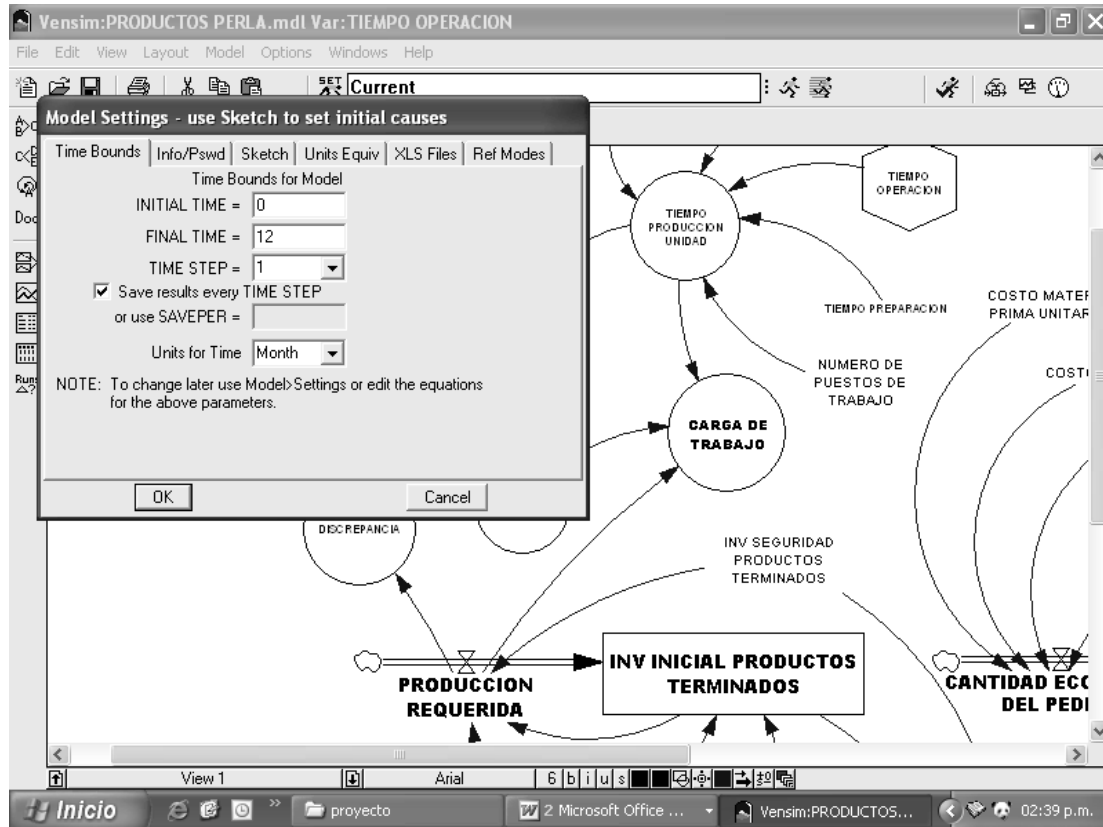 Vensim:PRODUCTOS PERLA.mdl Var:TIEMPO OPERACION
File Edit View Layout Model Options Windows Help
SET Current
Model Settings - use Sketch to set initial causes
Time Bounds Info/Pswd Sketch Units Equiv XLS Files Ref Modes
Time Bounds for Model
INITIAL TIME = 0
FINAL TIME = 12
TIME STEP = 1
Save results every TIME STEP
or use SAVEPER =
Units for Time Month
NOTE: To change later use Model>Settings or edit the equations
for the above parameters.
OK Cancel
Doc
Runs
TIEMPO
OPERACION
TIEMPO
PRODUCCION
UNIDAD
TIEMPO PREPARACION
COSTO MATER
PRIMA UNITAR
NUMERO DE
PUESTOS DE
TRABAJO
COSTO
CARGA DE
TRABAJO
DISCREPANCIA
INV SEGURIDAD
PRODUCTOS
TERMINADOS
PRODUCCION
REQUERIDA
INV INICIAL PRODUCTOS
TERMINADOS
CANTIDAD ECO
DEL PEDI
View 1 Arial 6 b i u s
Inicio proyecto 2 Microsoft Office ... Vensim:PRODUCTOS... 02:39 p.m.